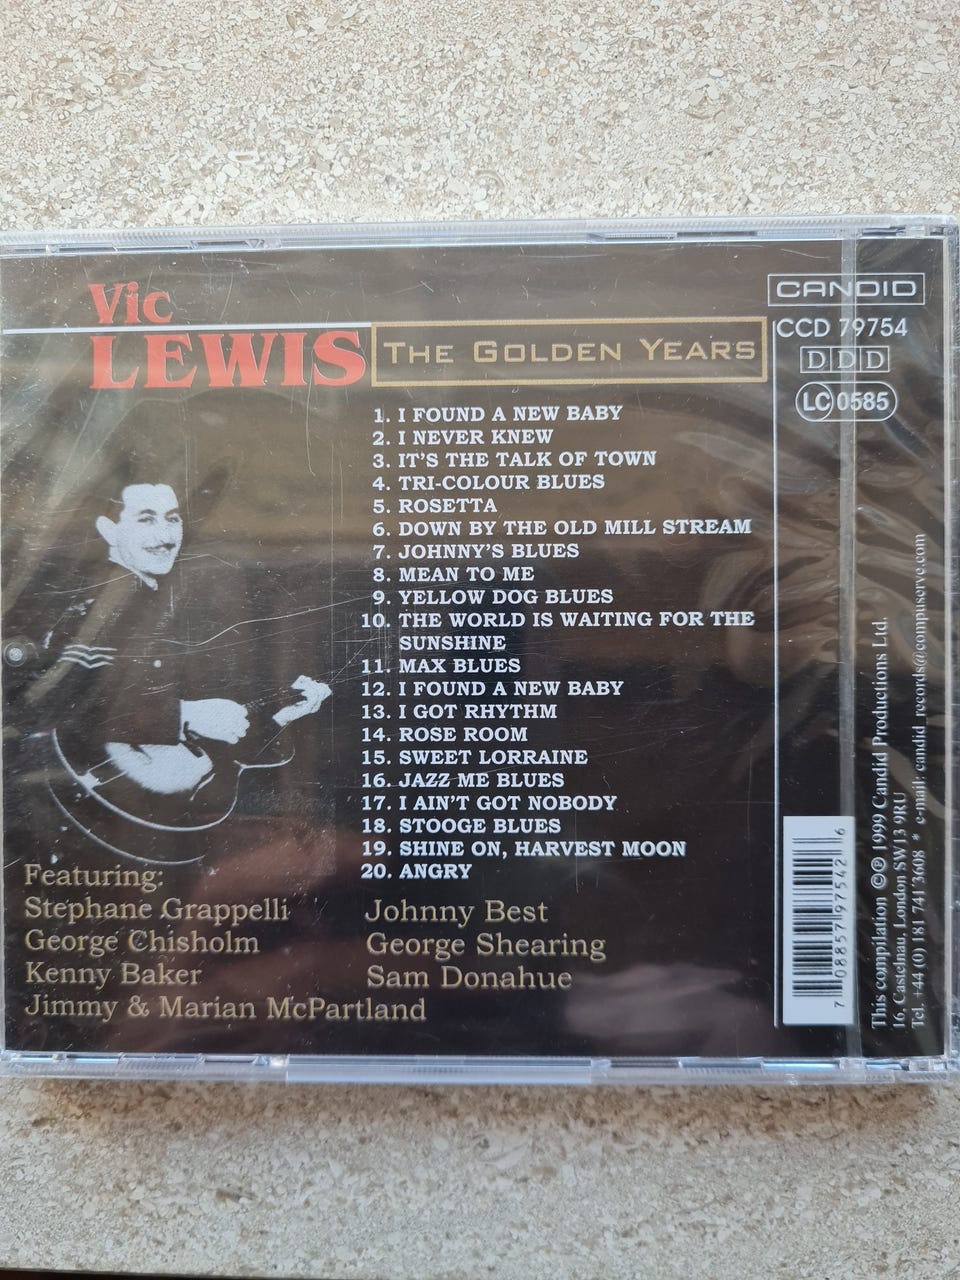 Vic
LEWIS
THE GOLDEN YEARS
CANDID
CCD 79754
DDD
LC 0585
1. I FOUND A NEW BABY
2. I NEVER KNEW
3. IT'S THE TALK OF TOWN
4. TRI-COLOUR BLUES
5. ROSETTA
6. DOWN BY THE OLD MILL STREAM
7. JOHNNY'S BLUES
8. MEAN TO ME
9. YELLOW DOG BLUES
10. THE WORLD IS WAITING FOR THE
SUNSHINE
11. MAX BLUES
12. I FOUND A NEW BABY
13. I GOT RHYTHM
14. ROSE ROOM
15. SWEET LORRAINE
16. JAZZ ME BLUES
17. I AIN'T GOT NOBODY
18. STOOGE BLUES
19. SHINE ON, HARVEST MOON
20. ANGRY
Featuring:
Stephane Grappelli
George Chisholm
Kenny Baker
Jimmy & Marian McPartland
Johnny Best
George Shearing
Sam Donahue
7 08857 97542 6
This compilation ©℗ 1999 Candid Productions Ltd.
16, Castelnau, London SW13 9RU
Tel. +44 (0) 181 741 3608 * e-mail: candid_records@compuserve.com